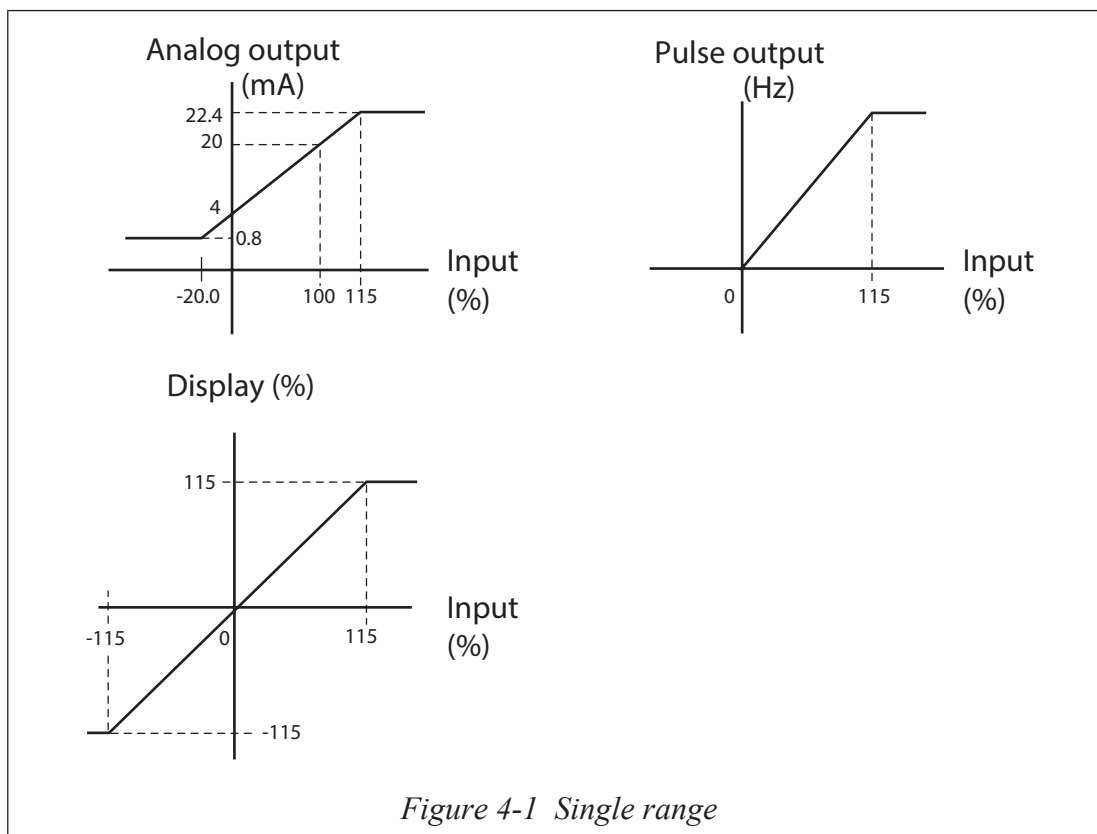 Analog output
(mA)
22.4
20
4
0.8
-20.0
100
115
Input
(%)
Pulse output
(Hz)
0
115
Input
(%)
Display (%)
115
-115
0
115
Input
(%)
-115
Figure 4-1 Single range